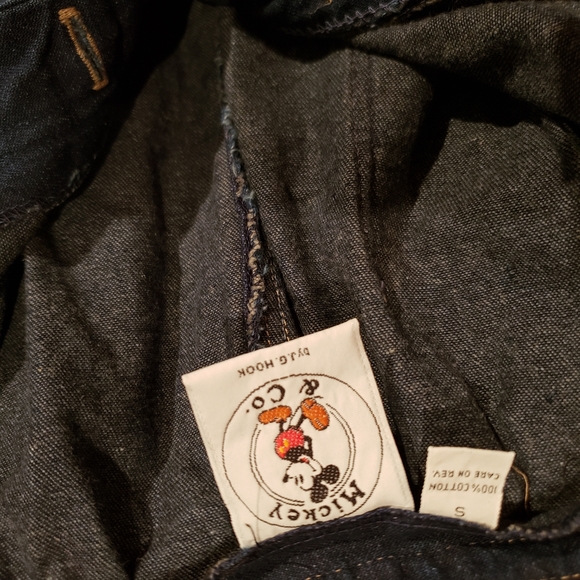 Mickey
& Co.
by J.G. HOOK
S
100% COTTON
CARE ON REV.